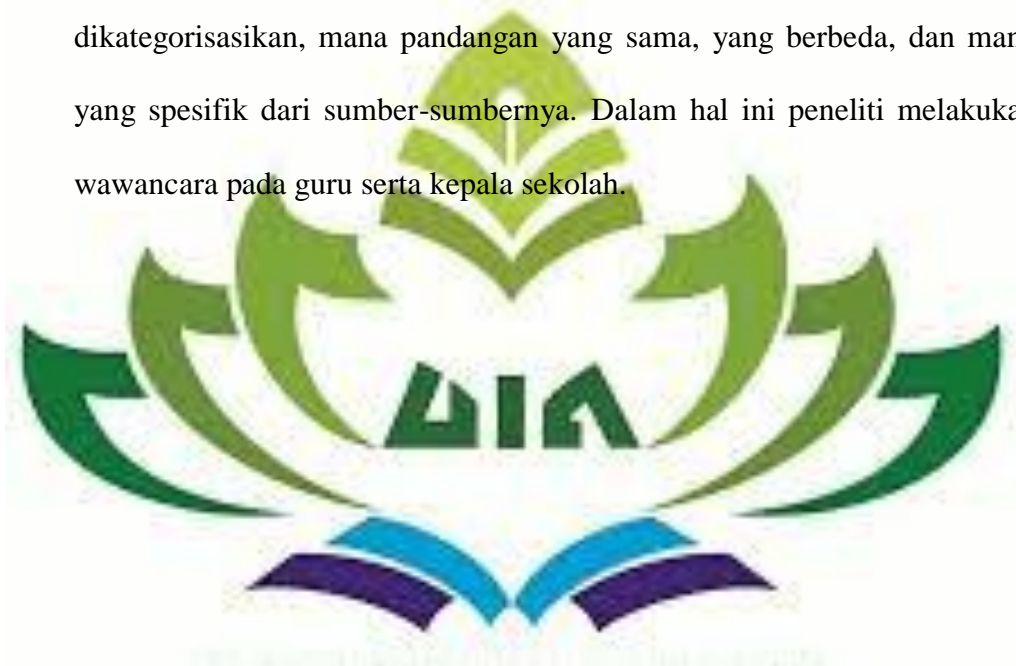 dikategorisasikan, mana pandangan yang sama, yang berbeda, dan man
yang spesifik dari sumber-sumbernya. Dalam hal ini peneliti melakuka
wawancara pada guru serta kepala sekolah.
UIN